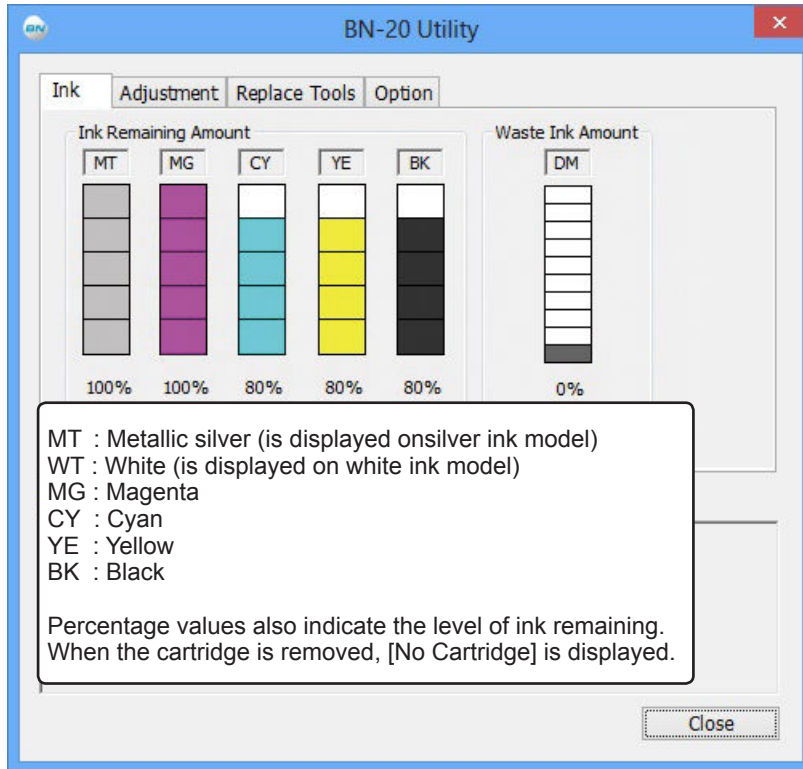 BN BN-20 Utility ×
Ink Adjustment Replace Tools Option
Ink Remaining Amount Waste Ink Amount
MT MG CY YE BK DM
100% 100% 80% 80% 80% 0%
MT : Metallic silver (is displayed onsilver ink model)
WT : White (is displayed on white ink model)
MG : Magenta
CY : Cyan
YE : Yellow
BK : Black
Percentage values also indicate the level of ink remaining.
When the cartridge is removed, [No Cartridge] is displayed.
Close